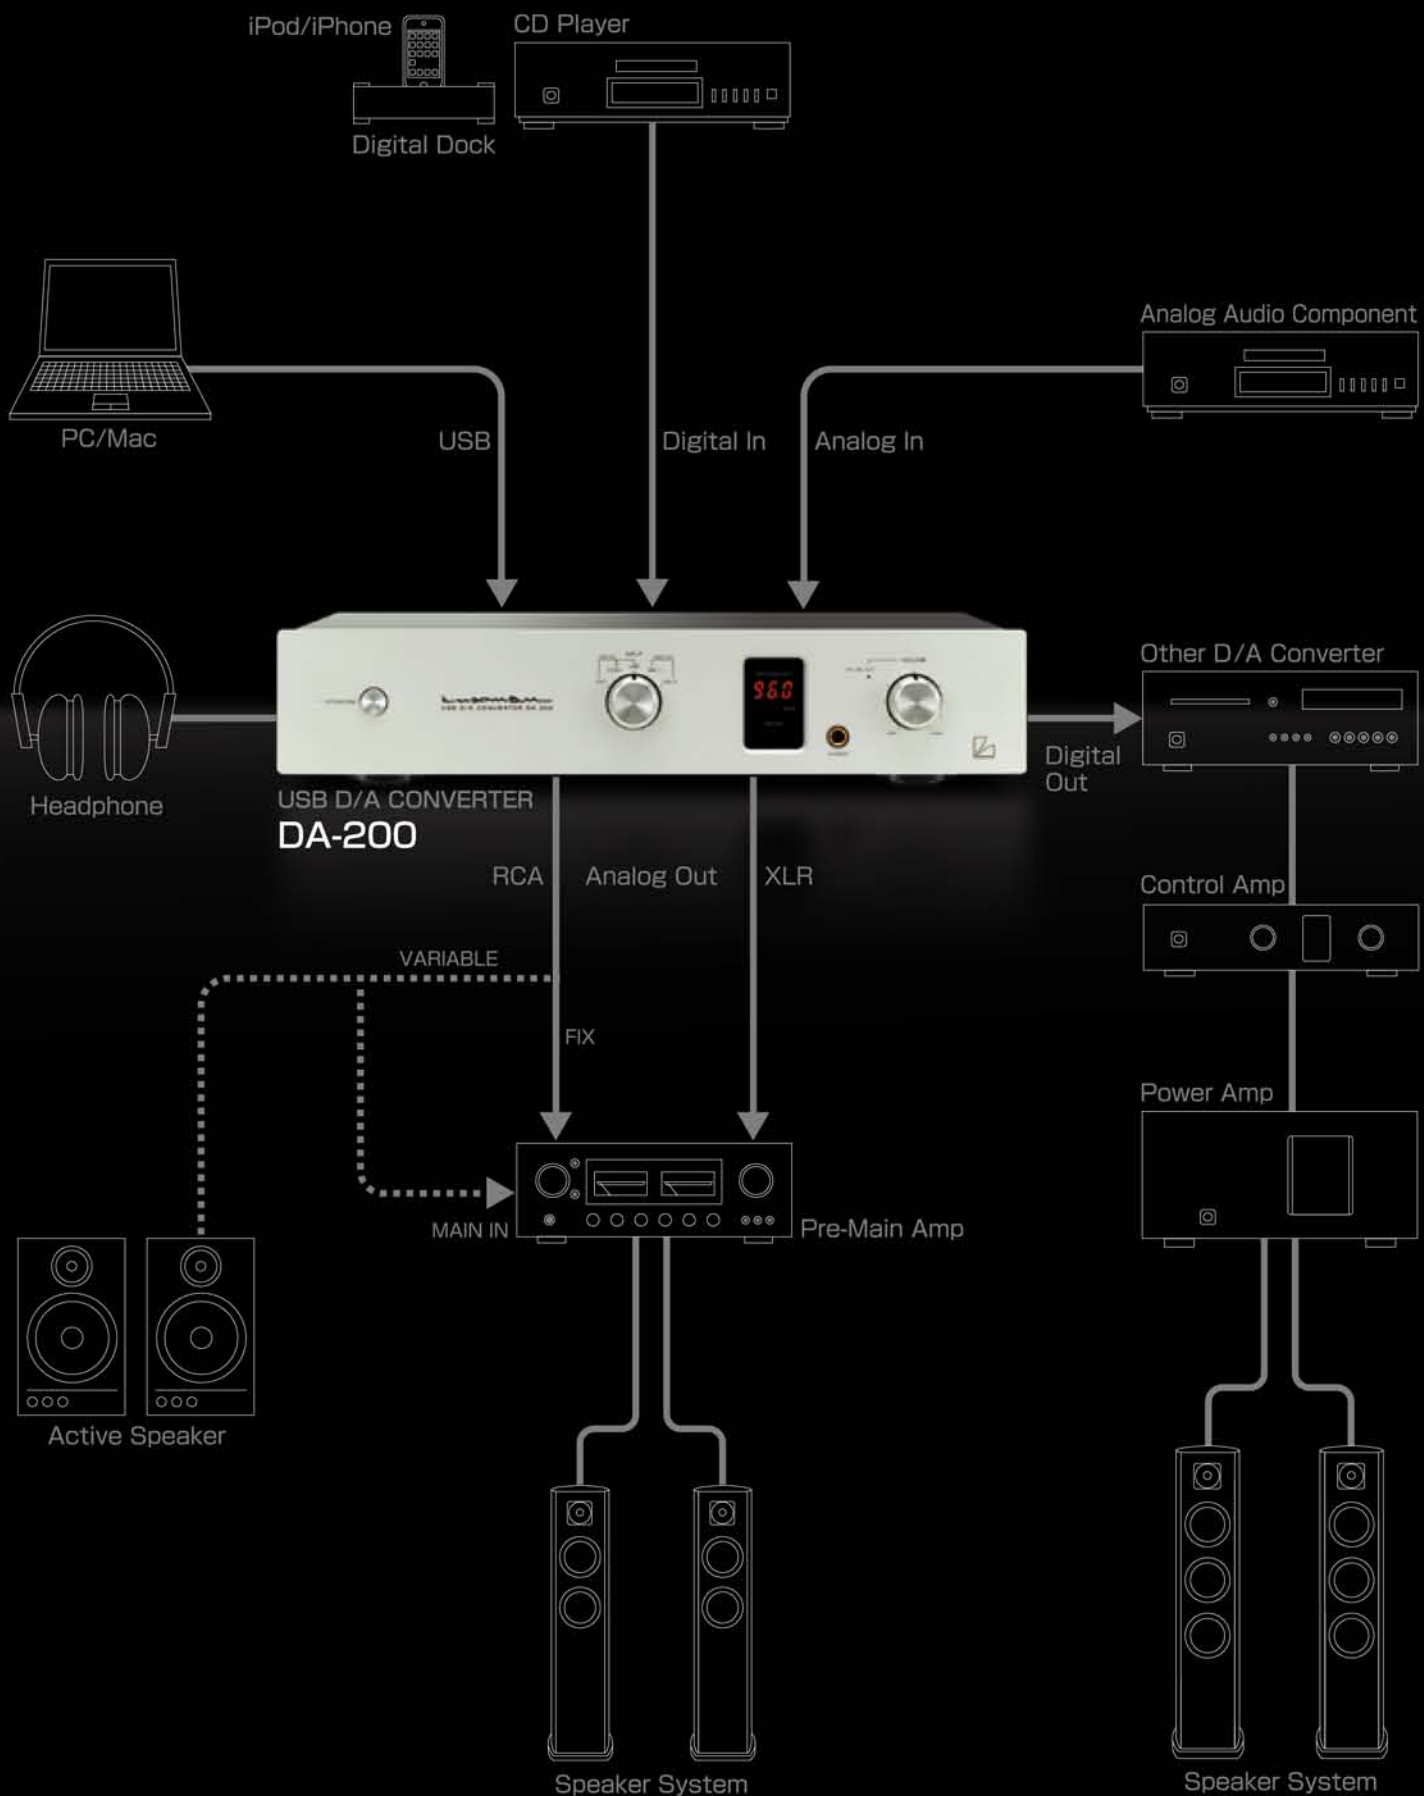 iPod/iPhone
CD Player
Digital Dock
Analog Audio Component
PC/Mac
USB
Digital In
Analog In
Other D/A Converter
960
Digital
Out
Headphone
USB D/A CONVERTER
DA-200
RCA
Analog Out
XLR
Control Amp
VARIABLE
FIX
Power Amp
MAIN IN
Pre-Main Amp
Active Speaker
Speaker System
Speaker System